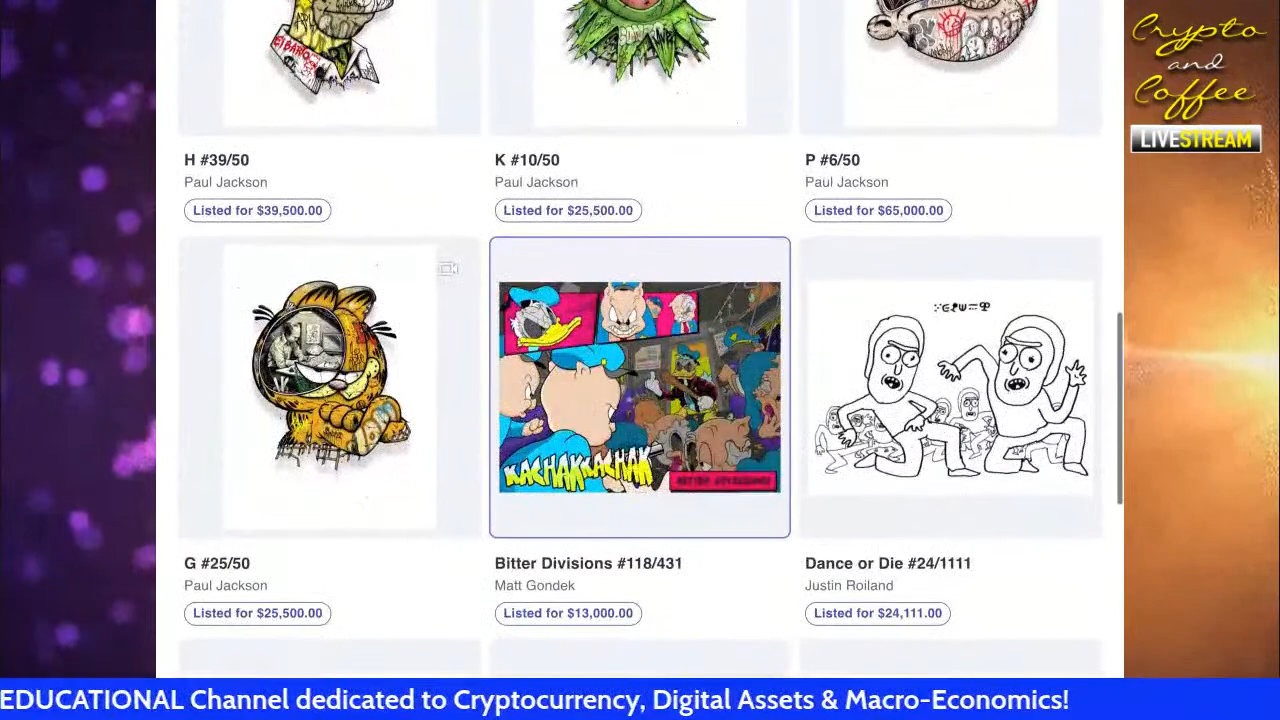 Crypto
and
Coffee
LIVESTREAM
H #39/50
Paul Jackson
Listed for $39,500.00
K #10/50
Paul Jackson
Listed for $25,500.00
P #6/50
Paul Jackson
Listed for $65,000.00
KACHAKKACHAK
G #25/50
Paul Jackson
Listed for $25,500.00
Bitter Divisions #118/431
Matt Gondek
Listed for $13,000.00
Dance or Die #24/1111
Justin Roiland
Listed for $24,111.00
EDUCATIONAL Channel dedicated to Cryptocurrency, Digital Assets & Macro-Economics!